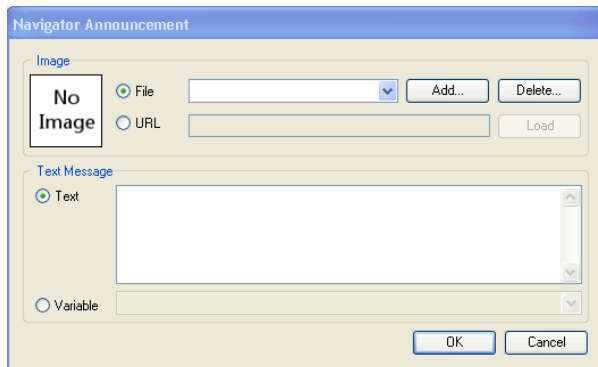 Navigator Announcement
Image
No
Image
File
Add...
Delete...
URL
Load
Text Message
Text
Variable
OK
Cancel